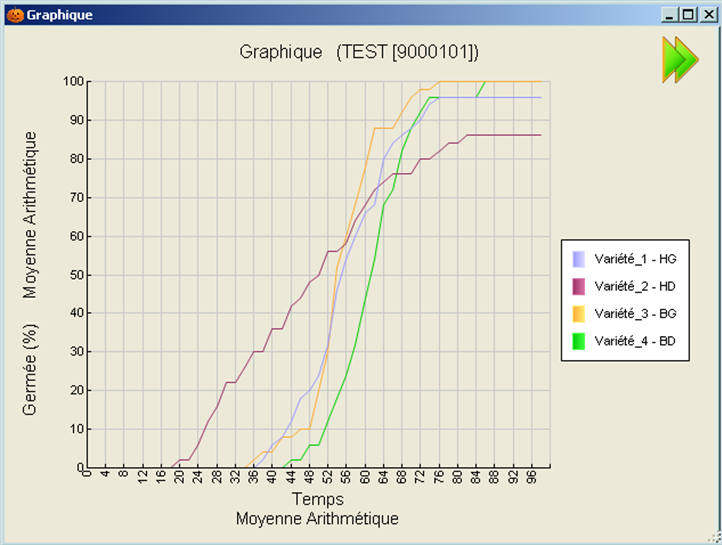 Graphique
Graphique (TEST [9000101])
Germée (%) Moyenne Arithmétique
100
90
80
70
60
50
40
30
20
10
0
0 4 8 12 16 20 24 28 32 36 40 44 48 52 56 60 64 68 72 76 80 84 88 92 96
Temps
Moyenne Arithmétique
Variété_1 - HG
Variété_2 - HD
Variété_3 - BG
Variété_4 - BD